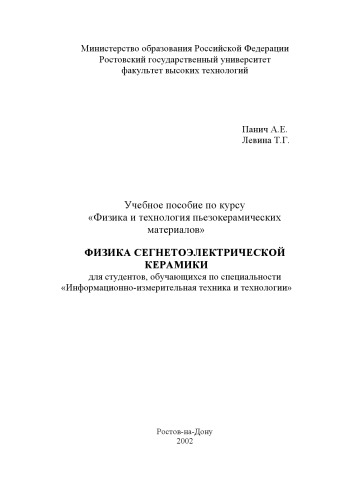 Министерство образования Российской Федерации
Ростовский государственный университет
факультет высоких технологий
Панич А.Е.
Левина Т.Г.
Учебное пособие по курсу
«Физика и технология пьезокерамических
материалов»
ФИЗИКА СЕГНЕТОЭЛЕКТРИЧЕСКОЙ
КЕРАМИКИ
для студентов, обучающихся по специальности
«Информационно-измерительная техника и технологии»
Ростов-на-Дону
2002